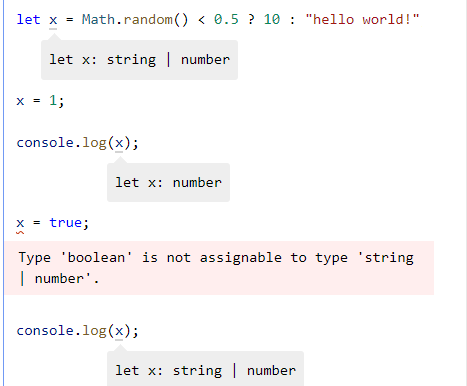 let x = Math.random() < 0.5 ? 10 : "hello world!"
let x: string | number
x = 1;
console.log(x);
let x: number
x = true;
Type 'boolean' is not assignable to type 'string
| number'.
console.log(x);
let x: string | number